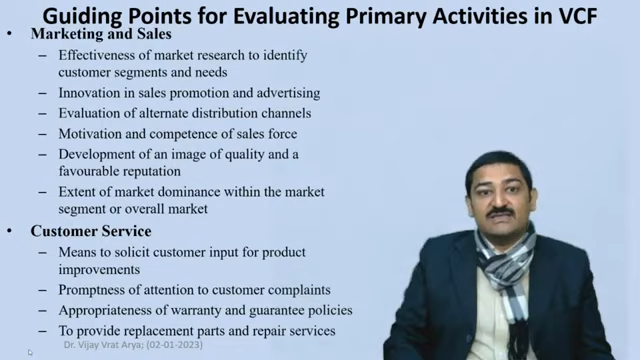 Guiding Points for Evaluating Primary Activities in VCF
• Marketing and Sales
– Effectiveness of market research to identify
customer segments and needs
– Innovation in sales promotion and advertising
– Evaluation of alternate distribution channels
– Motivation and competence of sales force
– Development of an image of quality and a
favourable reputation
– Extent of market dominance within the market
segment or overall market
• Customer Service
– Means to solicit customer input for product
improvements
– Promptness of attention to customer complaints
– Appropriateness of warranty and guarantee policies
– To provide replacement parts and repair services
Dr. Vijay Vrat Arya; (02-01-2023)